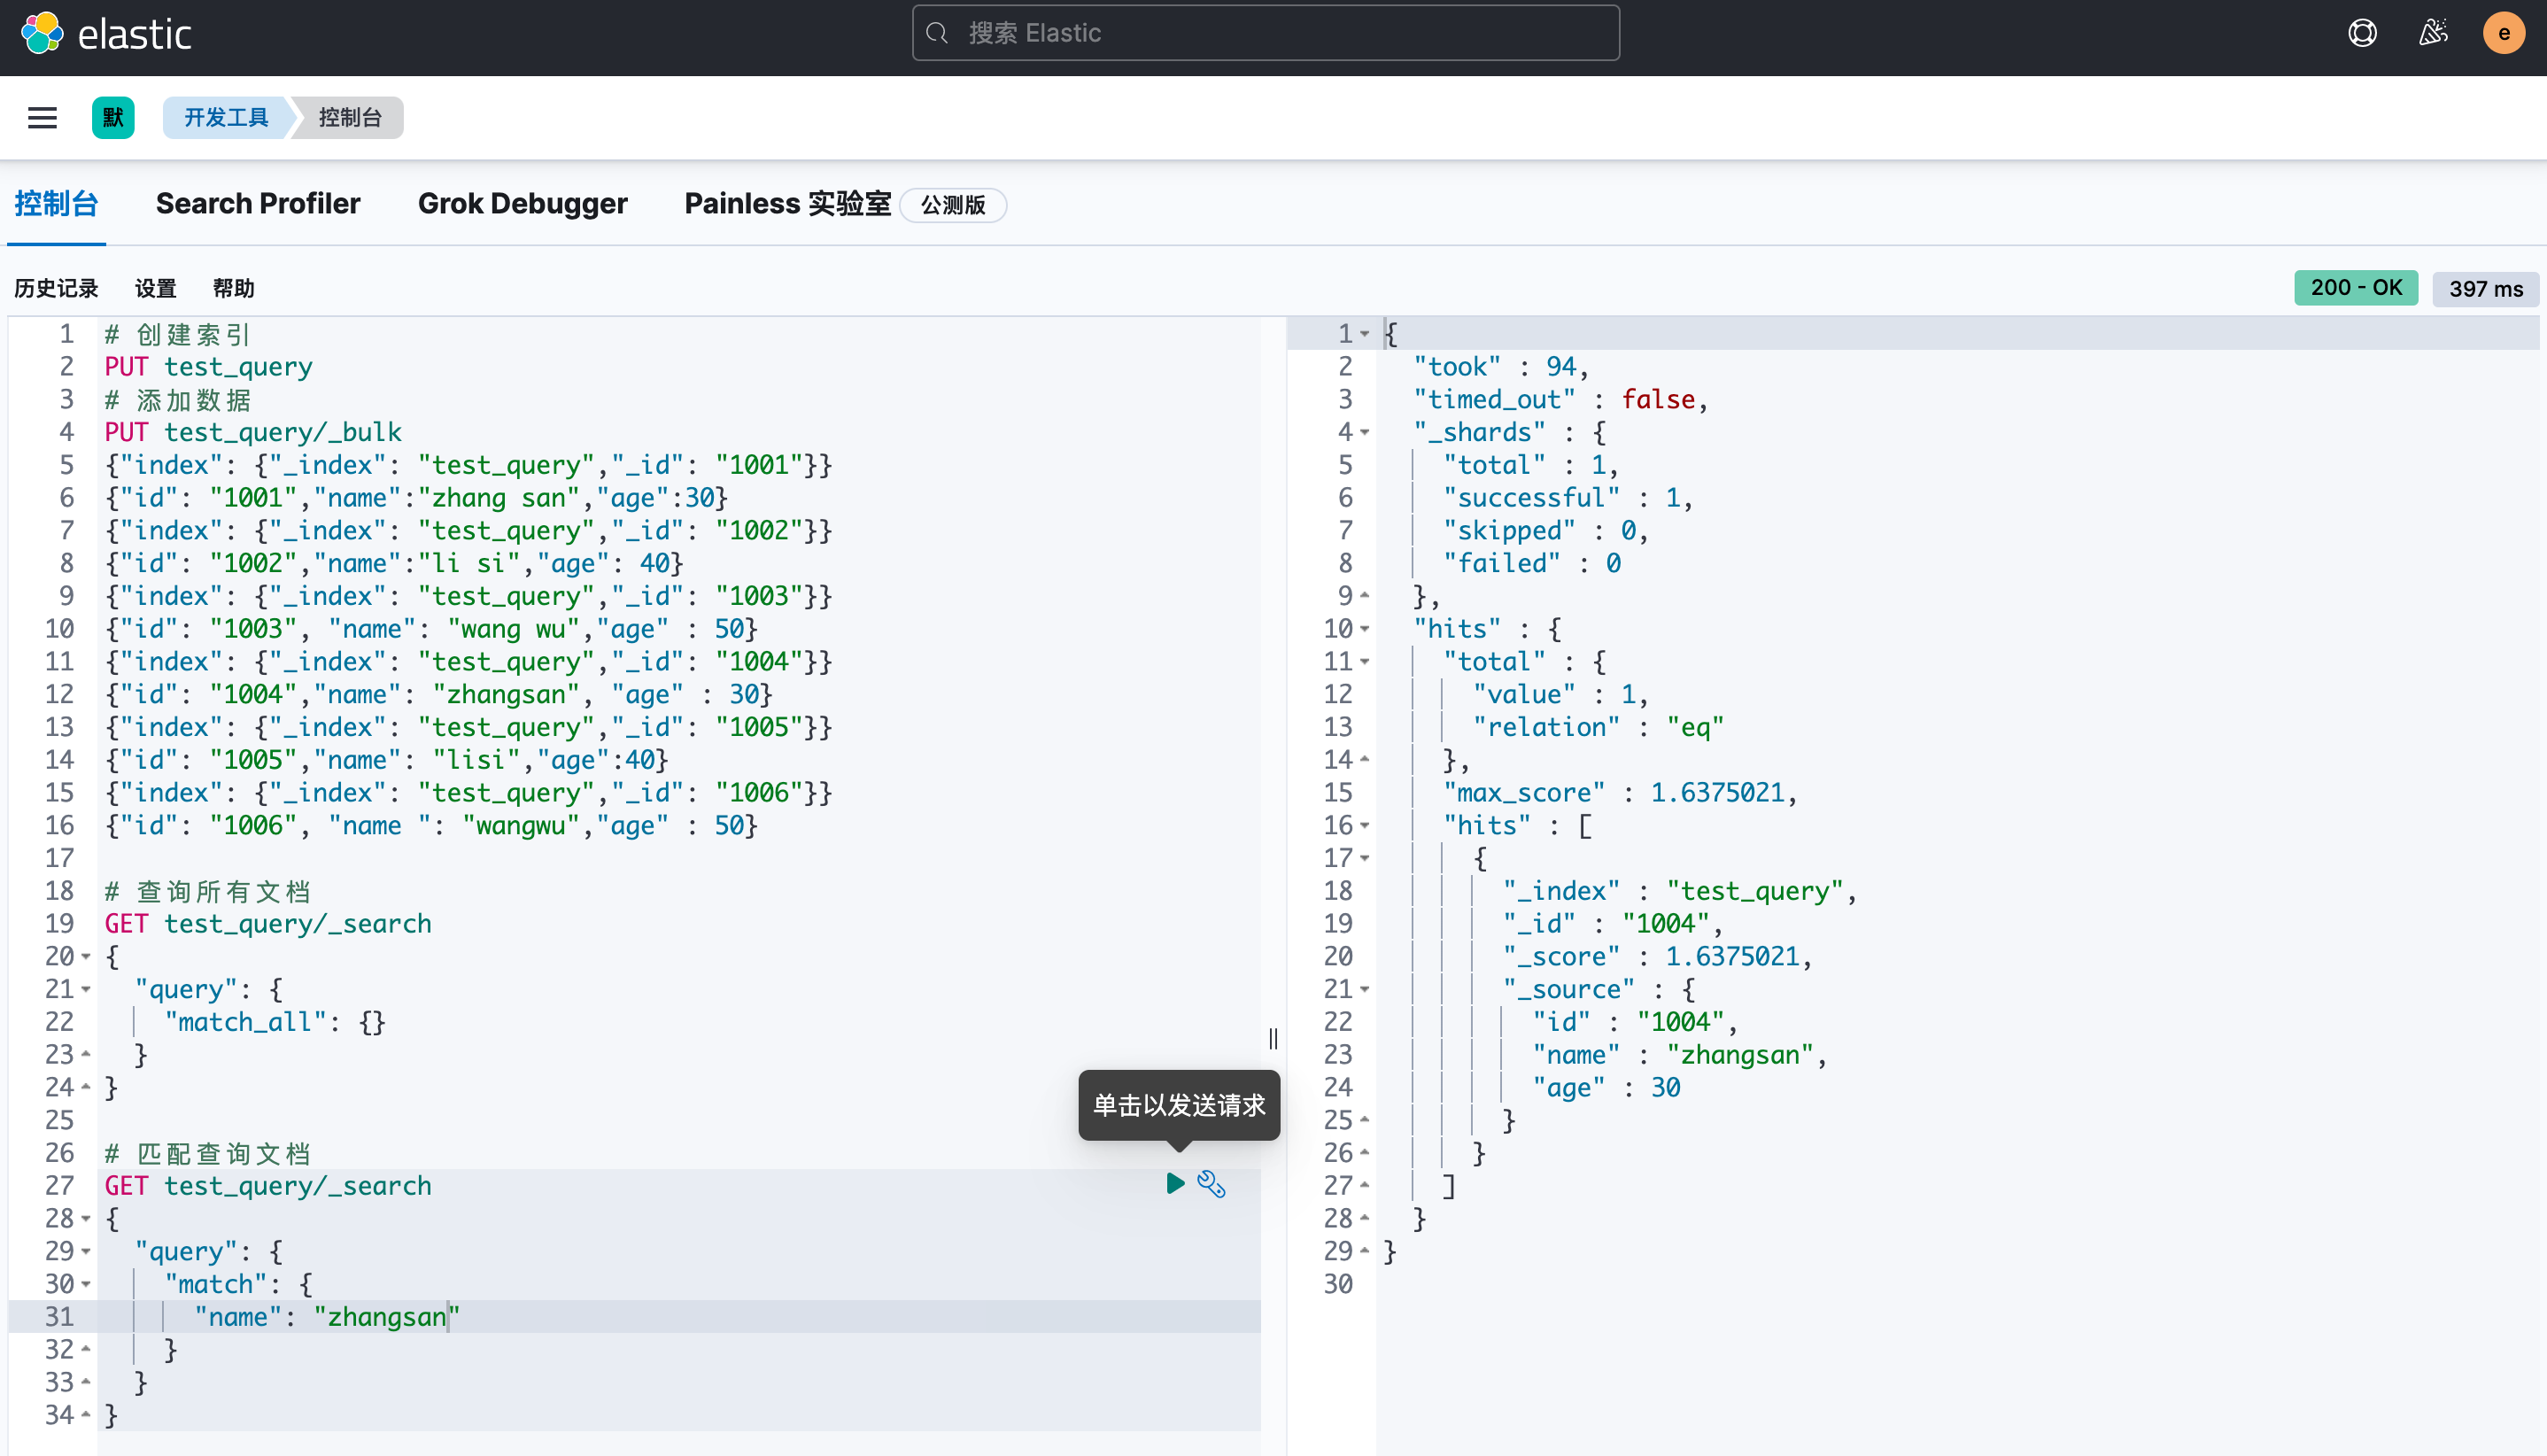 elastic
搜索 Elastic
e
默
开发工具
控制台
控制台
Search Profiler
Grok Debugger
Painless 实验室
公测版
历史记录
设置
帮助
200 - OK
397 ms
1 # 创建索引
2 PUT test_query
3 # 添加数据
4 PUT test_query/_bulk
5 {"index": {"_index": "test_query","_id": "1001"}}
6 {"id": "1001","name":"zhang san","age":30}
7 {"index": {"_index": "test_query","_id": "1002"}}
8 {"id": "1002","name":"li si","age": 40}
9 {"index": {"_index": "test_query","_id": "1003"}}
10 {"id": "1003", "name": "wang wu","age" : 50}
11 {"index": {"_index": "test_query","_id": "1004"}}
12 {"id": "1004","name": "zhangsan", "age" : 30}
13 {"index": {"_index": "test_query","_id": "1005"}}
14 {"id": "1005","name": "lisi","age":40}
15 {"index": {"_index": "test_query","_id": "1006"}}
16 {"id": "1006", "name ": "wangwu","age" : 50}
17
18 # 查询所有文档
19 GET test_query/_search
20 {
21   "query": {
22     "match_all": {}
23   }
24 }
25
单击以发送请求
26 # 匹配查询文档
27 GET test_query/_search
28 {
29   "query": {
30     "match": {
31       "name": "zhangsan"
32     }
33   }
34 }
1 {
2   "took" : 94,
3   "timed_out" : false,
4   "_shards" : {
5     "total" : 1,
6     "successful" : 1,
7     "skipped" : 0,
8     "failed" : 0
9   },
10   "hits" : {
11     "total" : {
12       "value" : 1,
13       "relation" : "eq"
14     },
15     "max_score" : 1.6375021,
16     "hits" : [
17       {
18         "_index" : "test_query",
19         "_id" : "1004",
20         "_score" : 1.6375021,
21         "_source" : {
22           "id" : "1004",
23           "name" : "zhangsan",
24           "age" : 30
25         }
26       }
27     ]
28   }
29 }
30